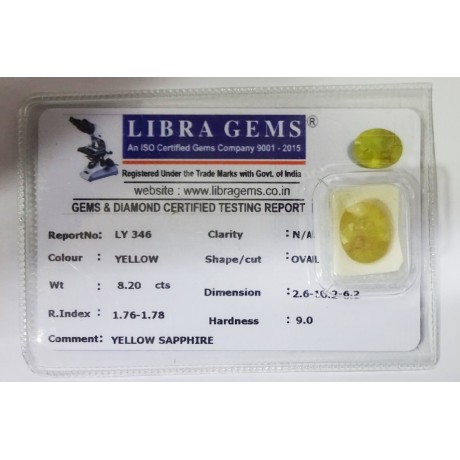 LIBRA GEMS®
An ISO Certified Gems Company 9001 - 2015
Registered Under the Trade Marks with Govt. of India
website : www.libragems.co.in
GEMS & DIAMOND CERTIFIED TESTING REPORT
ReportNo: LY 346 Clarity : N/A
Colour : YELLOW Shape/cut :OVAL
Wt : 8.20 cts Dimension :
R.Index : 1.76-1.78 Hardness : 9.0
Comment: YELLOW SAPPHIRE